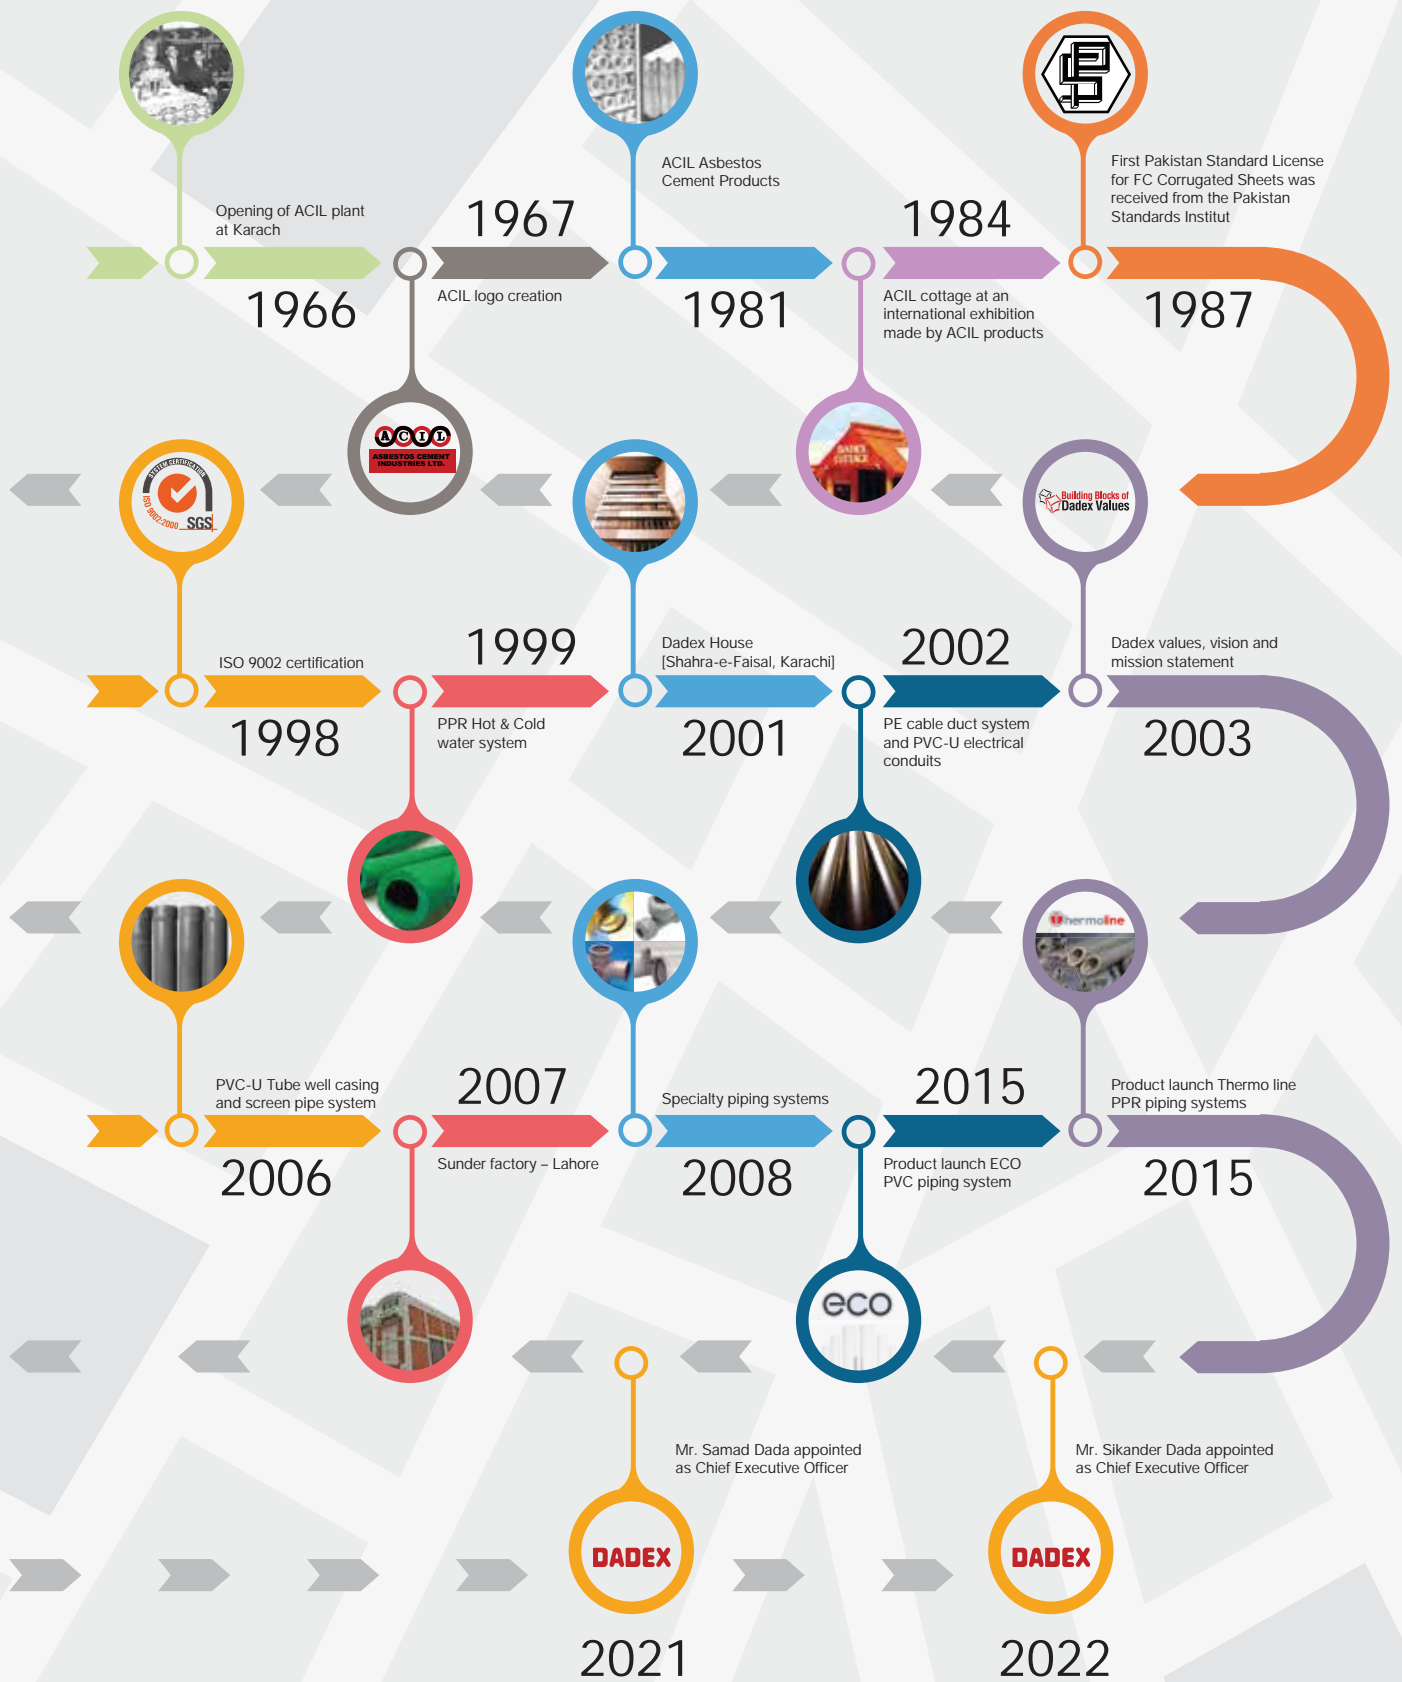 Opening of ACIL plant
at Karach
1966
1967
ACIL logo creation
ACIL
ASBESTOS CEMENT
INDUSTRIES LTD.
ACIL Asbestos
Cement Products
1981
1984
ACIL cottage at an
international exhibition
made by ACIL products
DADEX
COTTAGE
First Pakistan Standard License
for FC Corrugated Sheets was
received from the Pakistan
Standards Institut
1987
SYSTEM CERTIFICATION
ISO 9002:2000
SGS
ISO 9002 certification
1998
1999
PPR Hot & Cold
water system
Dadex House
[Shahra-e-Faisal, Karachi]
2001
2002
PE cable duct system
and PVC-U electrical
conduits
Building Blocks of
Dadex Values
Dadex values, vision and
mission statement
2003
PVC-U Tube well casing
and screen pipe system
2006
2007
Sunder factory – Lahore
Specialty piping systems
2008
2015
Product launch ECO
PVC piping system
eco
Thermoline
Product launch Thermo line
PPR piping systems
2015
Mr. Samad Dada appointed
as Chief Executive Officer
DADEX
2021
Mr. Sikander Dada appointed
as Chief Executive Officer
DADEX
2022